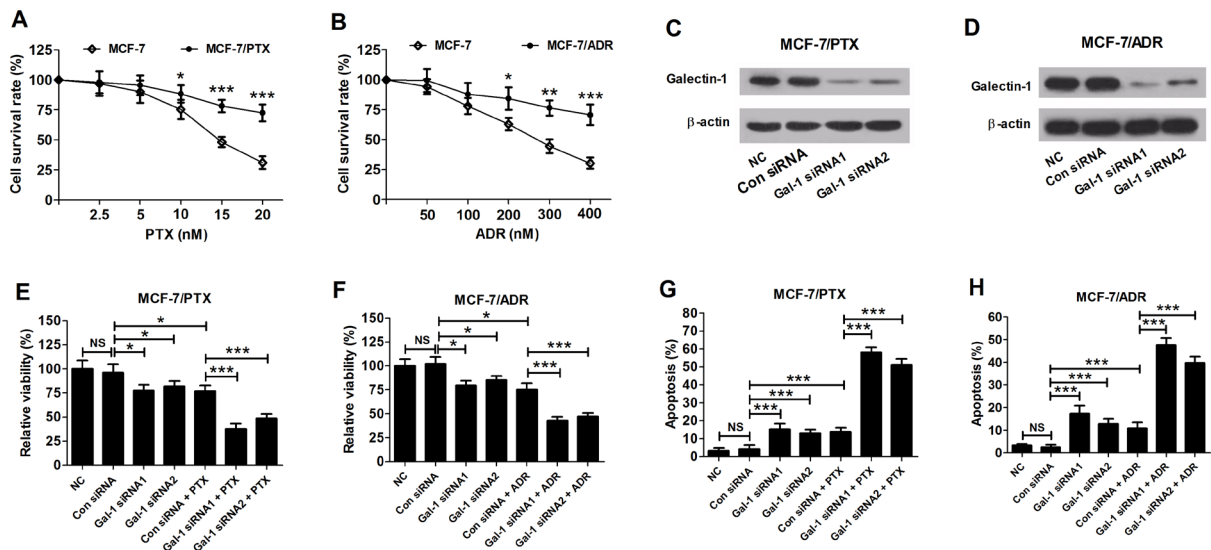 A
MCF-7 MCF-7/PTX
Cell survival rate (%)
125
100
75
50
25
0
* *** ***
2.5 5 10 15 20
PTX (nM)
B
MCF-7 MCF-7/ADR
Cell survival rate (%)
125
100
75
50
25
0
* ** ***
50 100 200 300 400
ADR (nM)
C
MCF-7/PTX
Galectin-1
β-actin
NC
Con siRNA
Gal-1 siRNA1
Gal-1 siRNA2
D
MCF-7/ADR
Galectin-1
β-actin
NC
Con siRNA
Gal-1 siRNA1
Gal-1 siRNA2
E
MCF-7/PTX
Relative viability (%)
150
125
100
75
50
25
0
*
*
NS *
***
***
NC
Con siRNA
Gal-1 siRNA1
Gal-1 siRNA2
Con siRNA + PTX
Gal-1 siRNA1 + PTX
Gal-1 siRNA2 + PTX
F
MCF-7/ADR
Relative viability (%)
150
125
100
75
50
25
0
*
*
NS *
***
***
NC
Con siRNA
Gal-1 siRNA1
Gal-1 siRNA2
Con siRNA + ADR
Gal-1 siRNA1 + ADR
Gal-1 siRNA2 + ADR
G
MCF-7/PTX
Apoptosis (%)
80
70
60
50
40
30
20
10
0
***
***
***
***
***
NS
NC
Con siRNA
Gal-1 siRNA1
Gal-1 siRNA2
Con siRNA + PTX
Gal-1 siRNA1 + PTX
Gal-1 siRNA2 + PTX
H
MCF-7/ADR
Apoptosis (%)
60
50
40
30
20
10
0
***
***
***
***
***
NS
NC
Con siRNA
Gal-1 siRNA1
Gal-1 siRNA2
Con siRNA + ADR
Gal-1 siRNA1 + ADR
Gal-1 siRNA2 + ADR